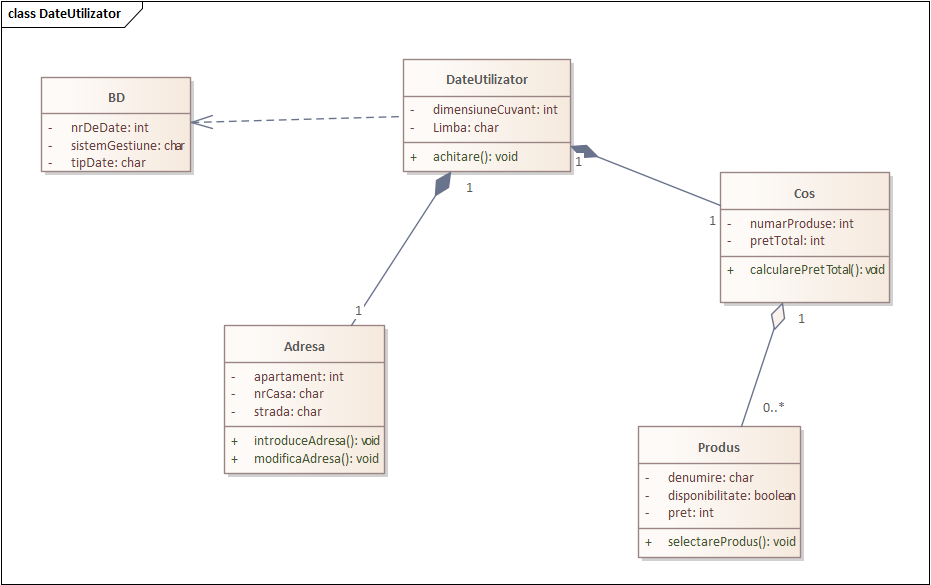 class DateUtilizator
BD
- nrDeDate: int
- sistemGestiune: char
- tipDate: char
DateUtilizator
- dimensiuneCuvant: int
- Limba: char
+ achitare(): void
1
1
1
1
Cos
- numarProduse: int
- pretTotal: int
+ calcularePretTotal(): void
1
0..*
Adresa
- apartament: int
- nrCasa: char
- strada: char
+ introduceAdresa(): void
+ modificaAdresa(): void
Produs
- denumire: char
- disponibilitate: boolean
- pret: int
+ selectareProdus(): void